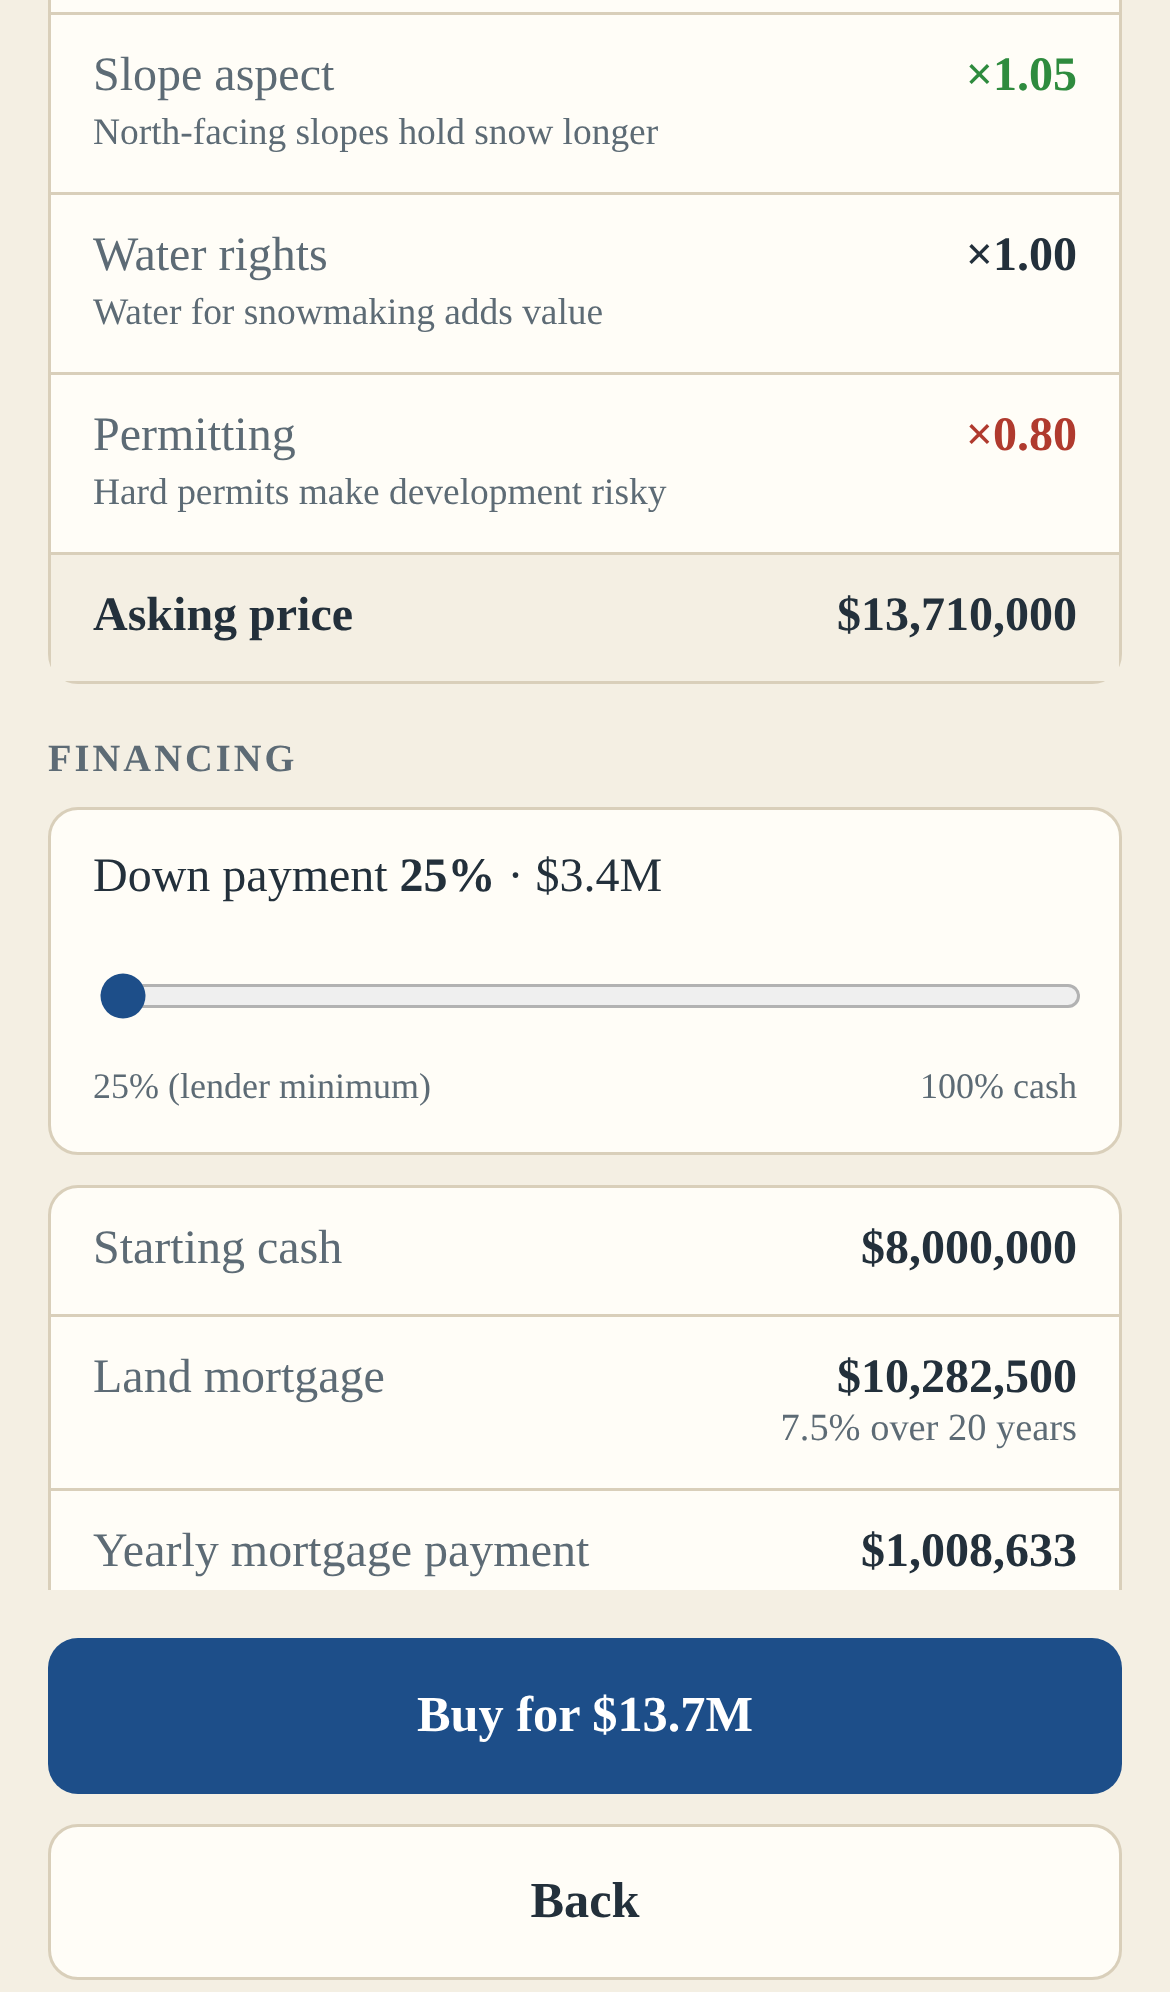 Slope aspect ×1.05
North-facing slopes hold snow longer
Water rights ×1.00
Water for snowmaking adds value
Permitting ×0.80
Hard permits make development risky
Asking price $13,710,000
FINANCING
Down payment 25% · $3.4M
25% (lender minimum) 100% cash
Starting cash $8,000,000
Land mortgage $10,282,500
7.5% over 20 years
Yearly mortgage payment $1,008,633
Buy for $13.7M
Back